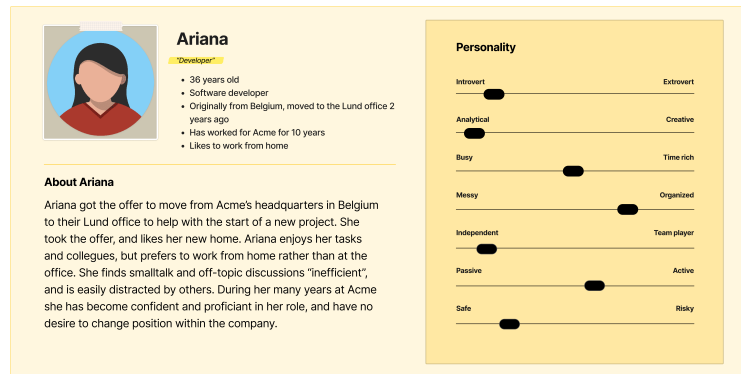 Ariana
"Developer"
• 36 years old
• Software developer
• Originally from Belgium, moved to the Lund office 2
years ago
• Has worked for Acme for 10 years
• Likes to work from home
About Ariana
Ariana got the offer to move from Acme's headquarters in Belgium
to their Lund office to help with the start of a new project. She
took the offer, and likes her new home. Ariana enjoys her tasks
and collegues, but prefers to work from home rather than at the
office. She finds smalltalk and off-topic discussions “inefficient”,
and is easily distracted by others. During her many years at Acme
she has become confident and proficiant in her role, and have no
desire to change position within the company.
Personality
Introvert Extrovert
Analytical Creative
Busy Time rich
Messy Organized
Independent Team player
Passive Active
Safe Risky